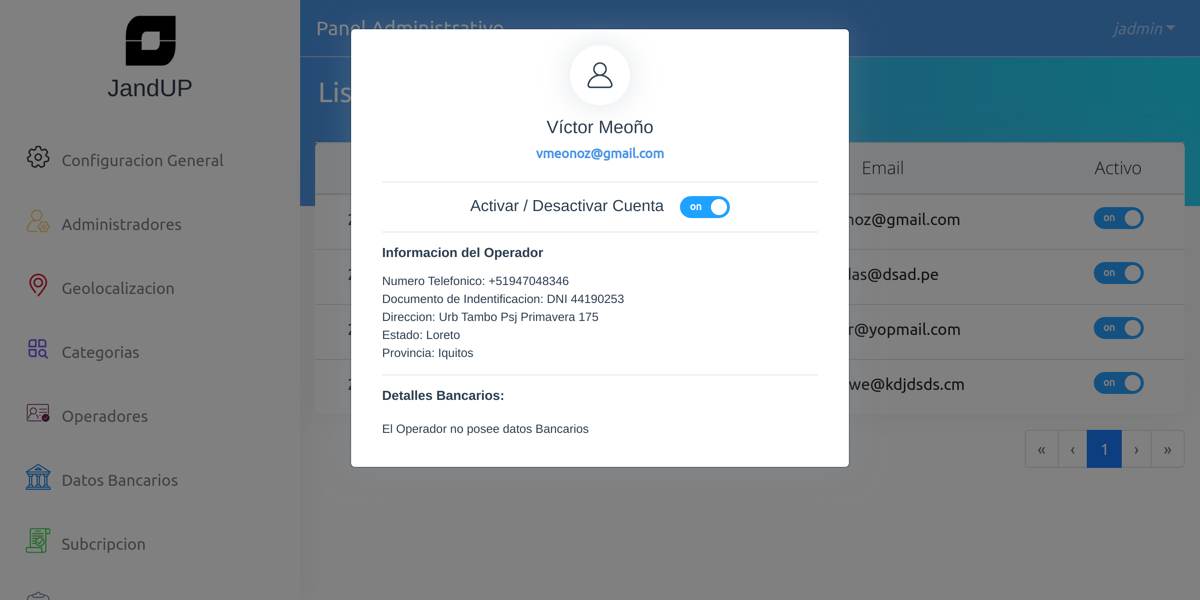 JandUP
Configuracion General
Administradores
Geolocalizacion
Categorias
Operadores
Datos Bancarios
Subcripcion
Panel Administrativo
jadmin
Lis
Email
Activo
noz@gmail.com
on
las@dsad.pe
on
r@yopmail.com
on
we@kdjdsds.cm
on
« ‹ 1 › »
Víctor Meoño
vmeonoz@gmail.com
Activar / Desactivar Cuenta on
Informacion del Operador
Numero Telefonico: +51947048346
Documento de Indentificacion: DNI 44190253
Direccion: Urb Tambo Psj Primavera 175
Estado: Loreto
Provincia: Iquitos
Detalles Bancarios:
El Operador no posee datos Bancarios